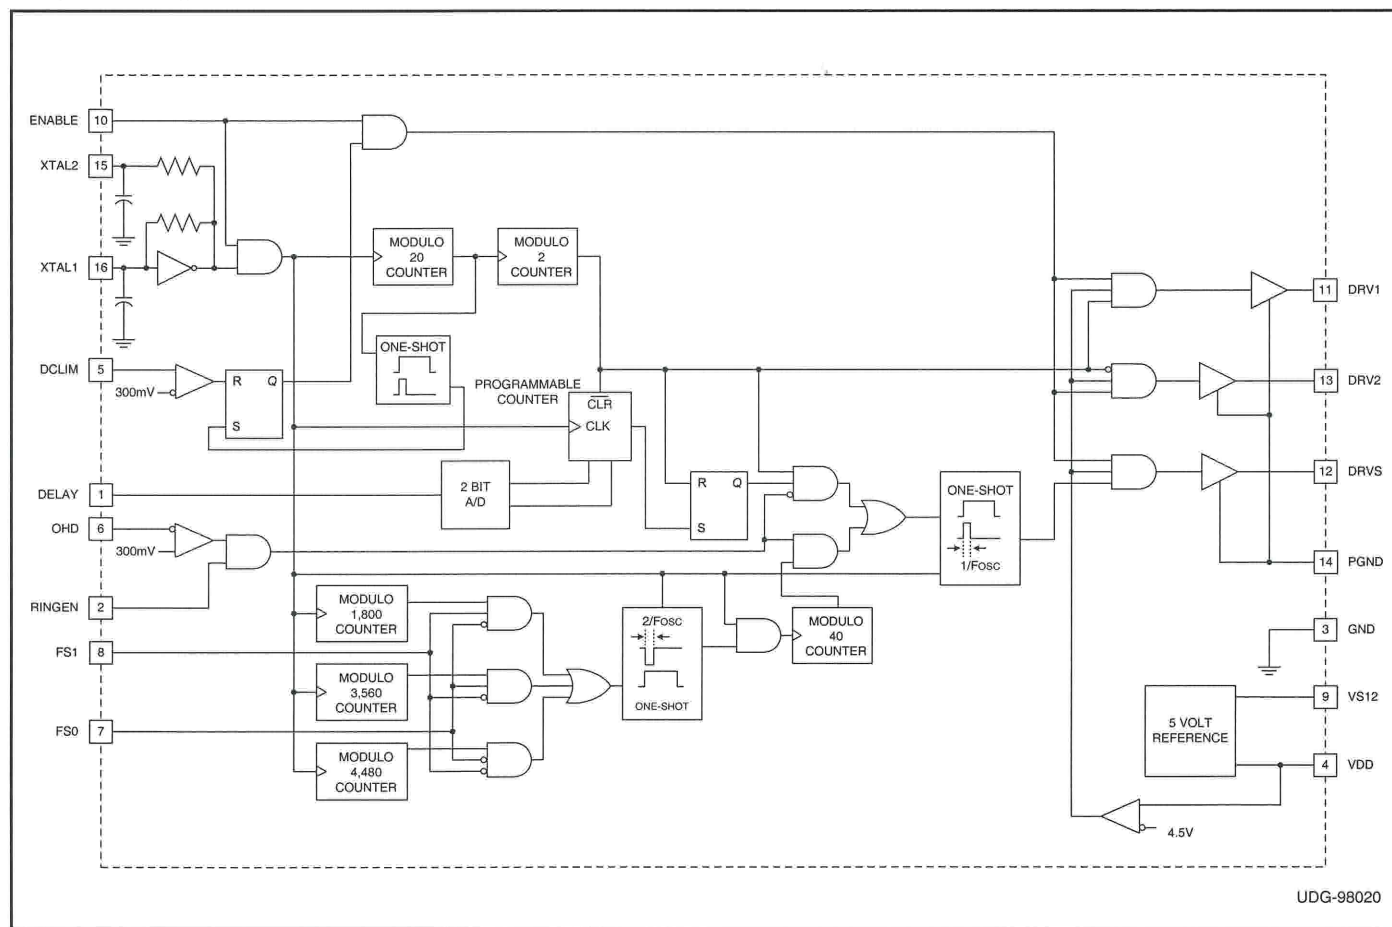 ENABLE 10
XTAL2 15
XTAL1 16
MODULO
20
COUNTER
MODULO
2
COUNTER
DCLIM 5
300mV
R Q
S
ONE-SHOT
PROGRAMMABLE
COUNTER
CLR
CLK
11 DRV1
13 DRV2
DELAY 1
2 BIT
A/D
R Q
S
ONE-SHOT
1/FOSC
12 DRVS
OHD 6
300mV
14 PGND
RINGEN 2
MODULO
1,800
COUNTER
2/FOSC
ONE-SHOT
MODULO
40
COUNTER
3 GND
FS1 8
MODULO
3,560
COUNTER
9 VS12
5 VOLT
REFERENCE
FS0 7
MODULO
4,480
COUNTER
4 VDD
4.5V
UDG-98020